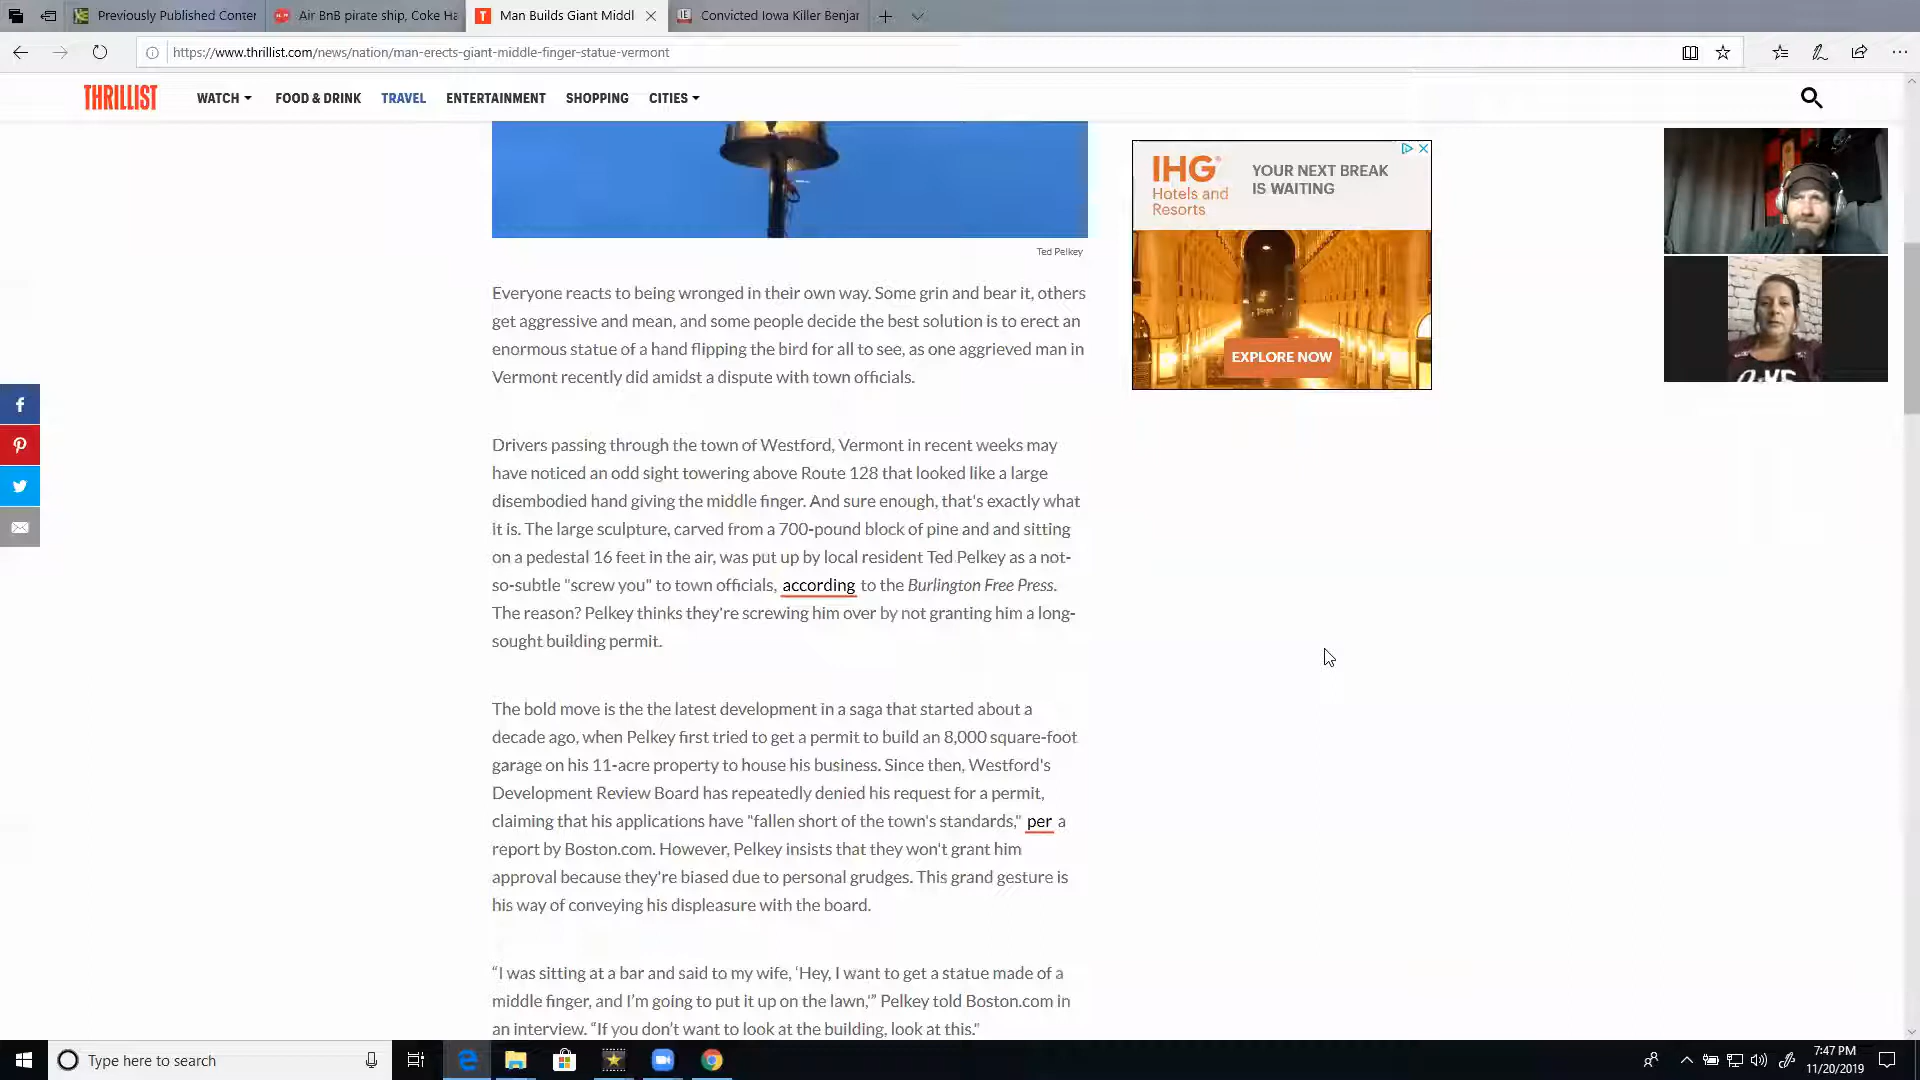 Previously Published Conter
Air BnB pirate ship, Coke Ha
Man Builds Giant Middl
Convicted Iowa Killer Benjar
https://www.thrillist.com/news/nation/man-erects-giant-middle-finger-statue-vermont
THRILLIST
WATCH
FOOD & DRINK
TRAVEL
ENTERTAINMENT
SHOPPING
CITIES
Ted Pelkey
Everyone reacts to being wronged in their own way. Some grin and bear it, others
get aggressive and mean, and some people decide the best solution is to erect an
enormous statue of a hand flipping the bird for all to see, as one aggrieved man in
Vermont recently did amidst a dispute with town officials.
Drivers passing through the town of Westford, Vermont in recent weeks may
have noticed an odd sight towering above Route 128 that looked like a large
disembodied hand giving the middle finger. And sure enough, that's exactly what
it is. The large sculpture, carved from a 700-pound block of pine and and sitting
on a pedestal 16 feet in the air, was put up by local resident Ted Pelkey as a not-
so-subtle "screw you" to town officials, according to the Burlington Free Press.
The reason? Pelkey thinks they're screwing him over by not granting him a long-
sought building permit.
The bold move is the the latest development in a saga that started about a
decade ago, when Pelkey first tried to get a permit to build an 8,000 square-foot
garage on his 11-acre property to house his business. Since then, Westford's
Development Review Board has repeatedly denied his request for a permit,
claiming that his applications have "fallen short of the town's standards," per a
report by Boston.com. However, Pelkey insists that they won't grant him
approval because they're biased due to personal grudges. This grand gesture is
his way of conveying his displeasure with the board.
“I was sitting at a bar and said to my wife, ‘Hey, I want to get a statue made of a
middle finger, and I’m going to put it up on the lawn,’” Pelkey told Boston.com in
an interview. “If you don’t want to look at the building, look at this."
IHG
Hotels and
Resorts
YOUR NEXT BREAK
IS WAITING
EXPLORE NOW
Type here to search
7:47 PM
11/20/2019